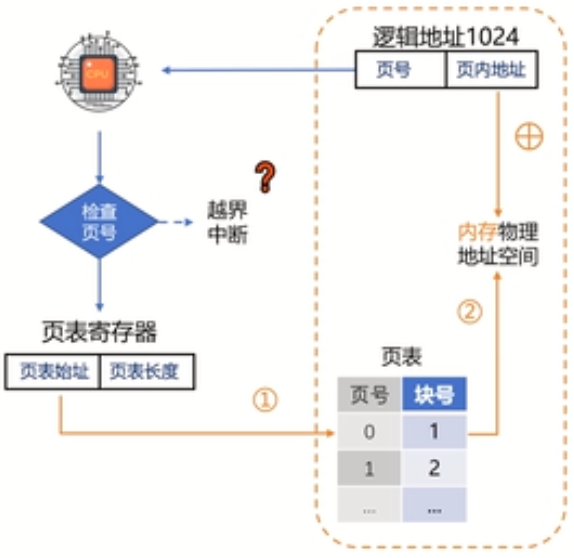 逻辑地址1024
页号 页内地址
CPU
?
检查
页号
越界
中断
内存物理
地址空间
②
页表寄存器
页表始址 页表长度
①
页表
页号 块号
0 1
1 2
... ...